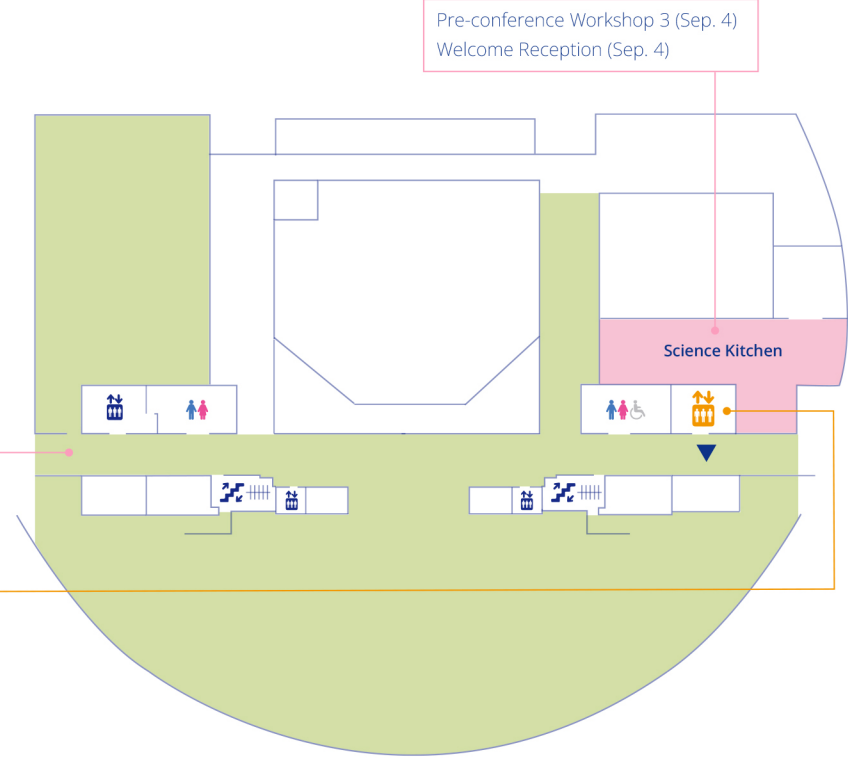 Pre-conference Workshop 3 (Sep. 4)
Welcome Reception (Sep. 4)
Science Kitchen